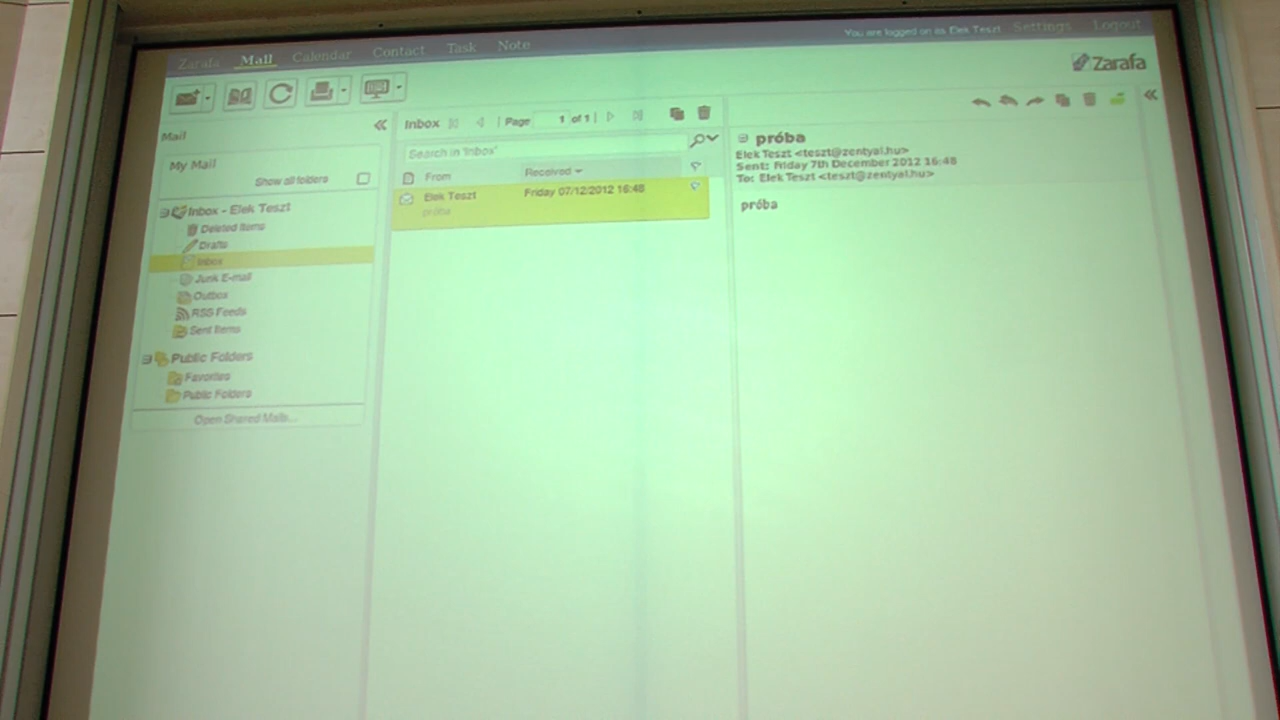 Zarafa Mail Calendar Contact Task Note
You are logged on as Elek Teszt Settings Logout
Zarafa
Mail
My Mail
Show all folders
Inbox - Elek Teszt
Deleted Items
Drafts
Inbox
Junk E-mail
Outbox
RSS Feeds
Sent Items
Public Folders
Favorites
Public Folders
Open Shared Mails...
Inbox Page 1 of 1
Search in 'Inbox'
From Received
Elek Teszt Friday 07/12/2012 16:48
próba
próba
Elek Teszt <teszt@zentyal.hu>
Sent: Friday 7th December 2012 16:48
To: Elek Teszt <teszt@zentyal.hu>
próba